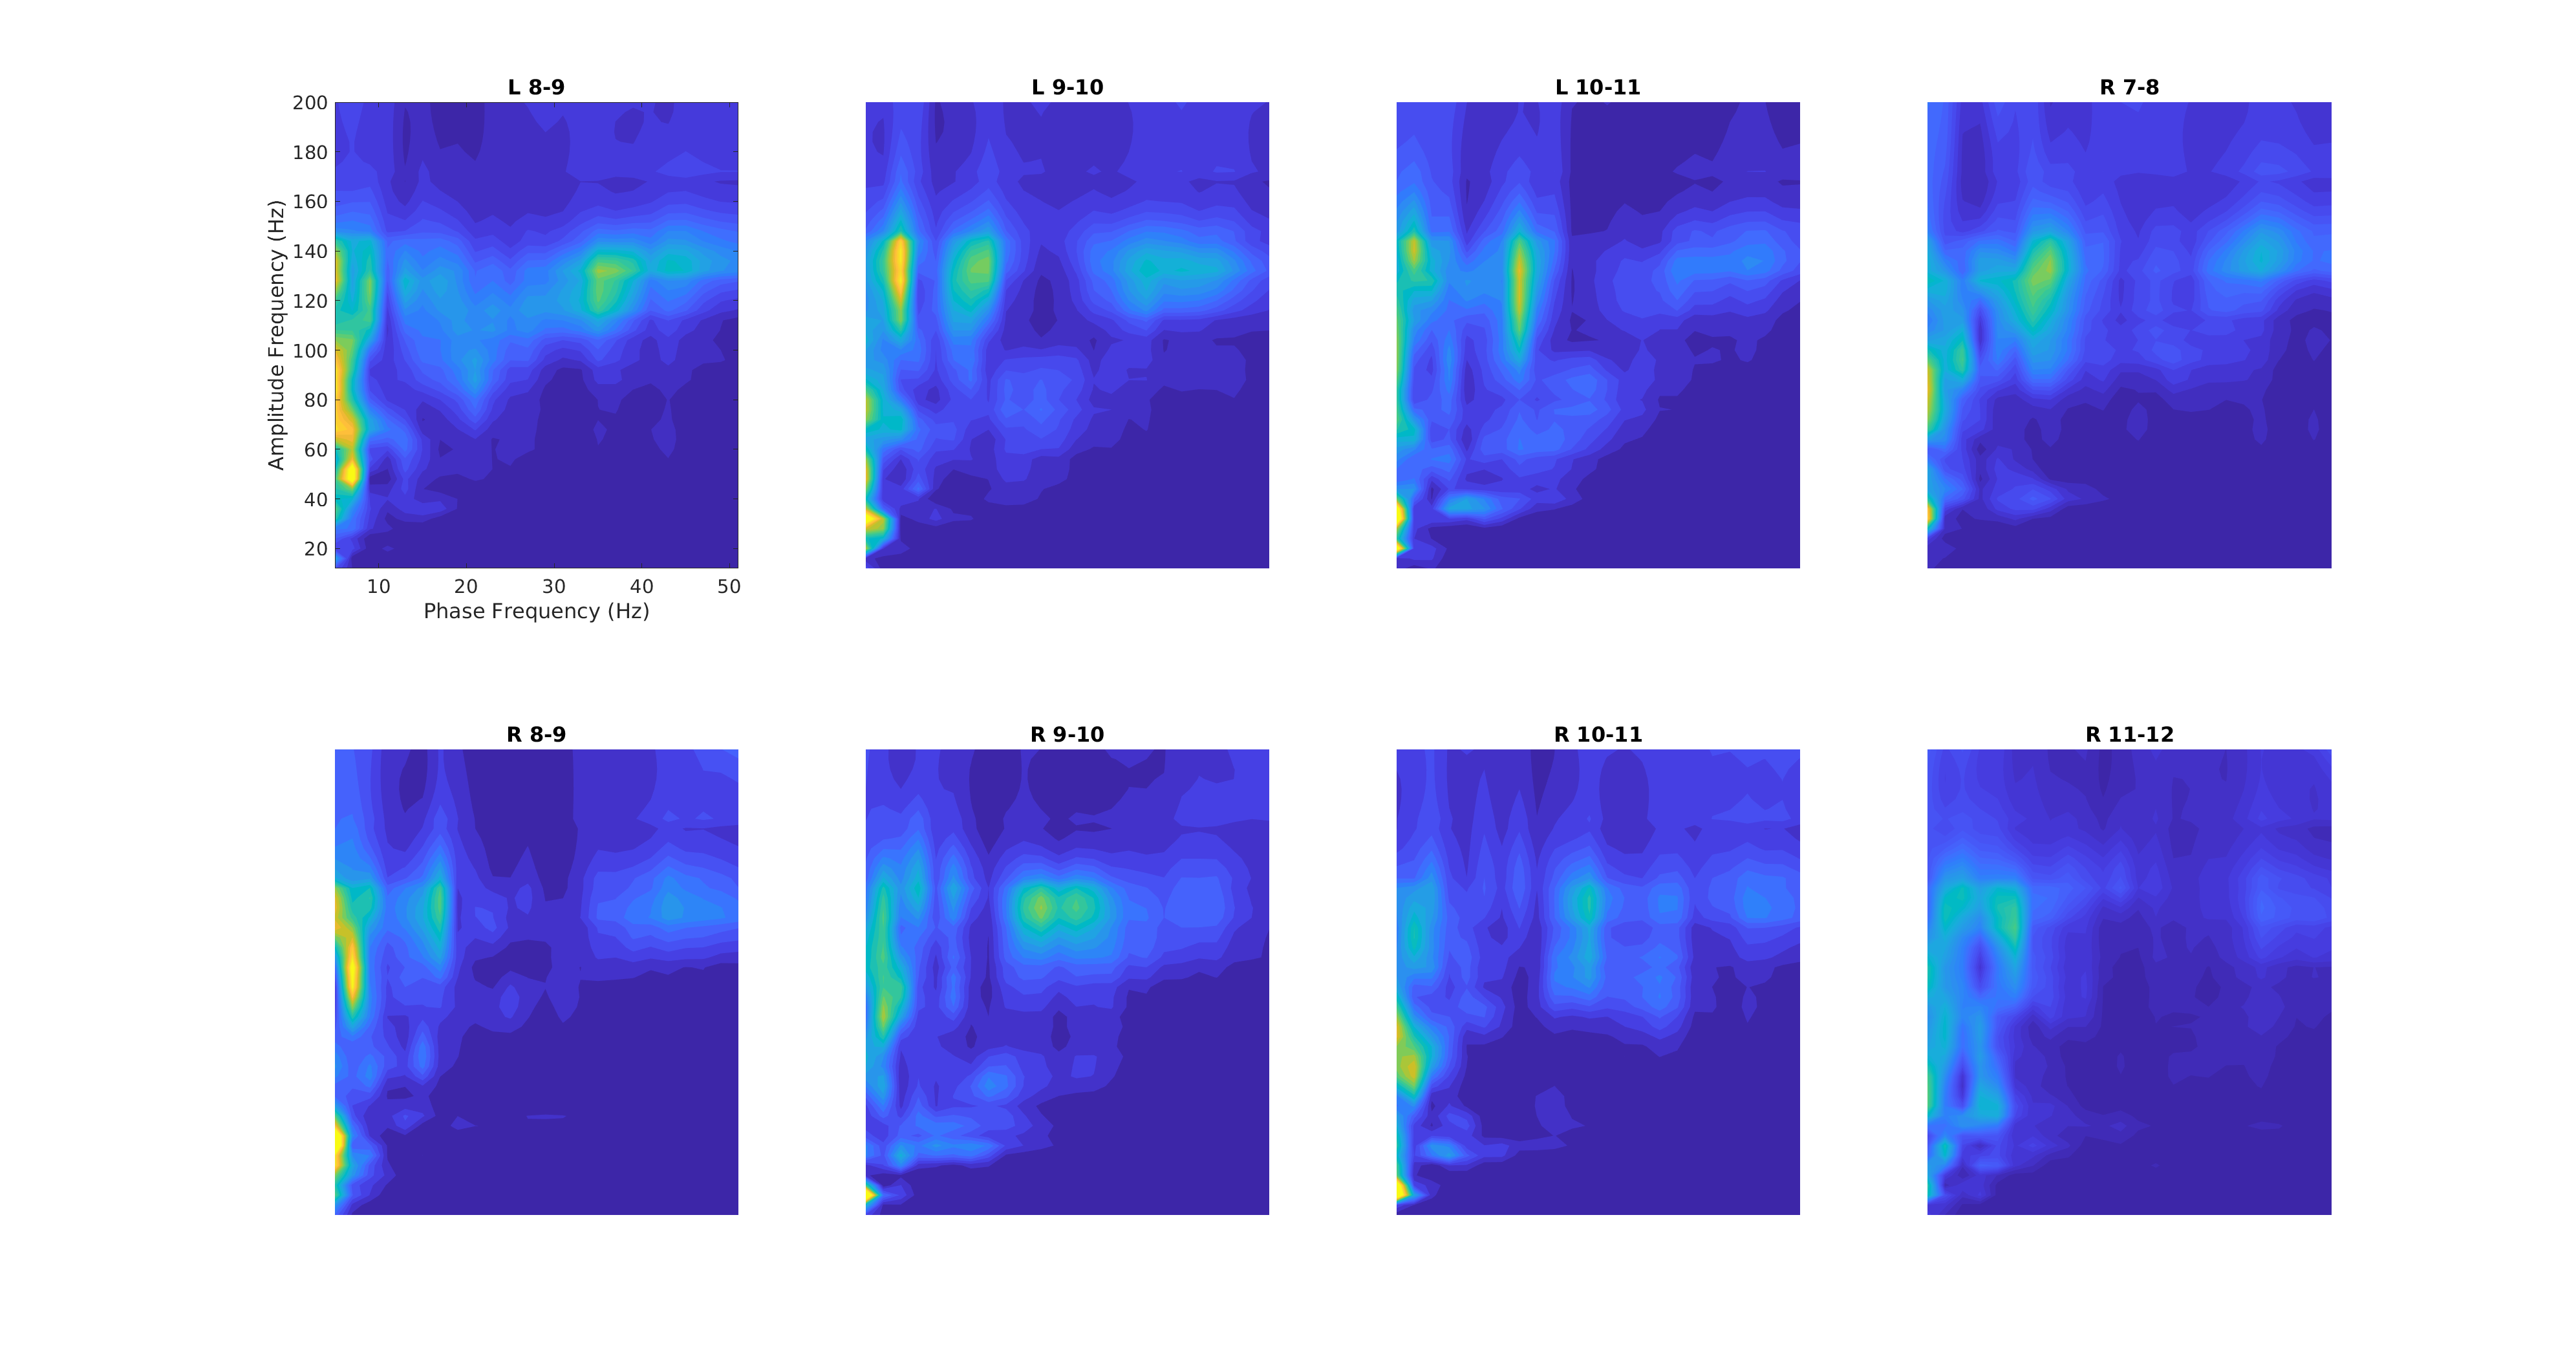 L 8-9
L 9-10
L 10-11
R 7-8
200
180
160
140
120
100
80
60
40
20
Amplitude Frequency (Hz)
10 20 30 40 50
Phase Frequency (Hz)
R 8-9
R 9-10
R 10-11
R 11-12